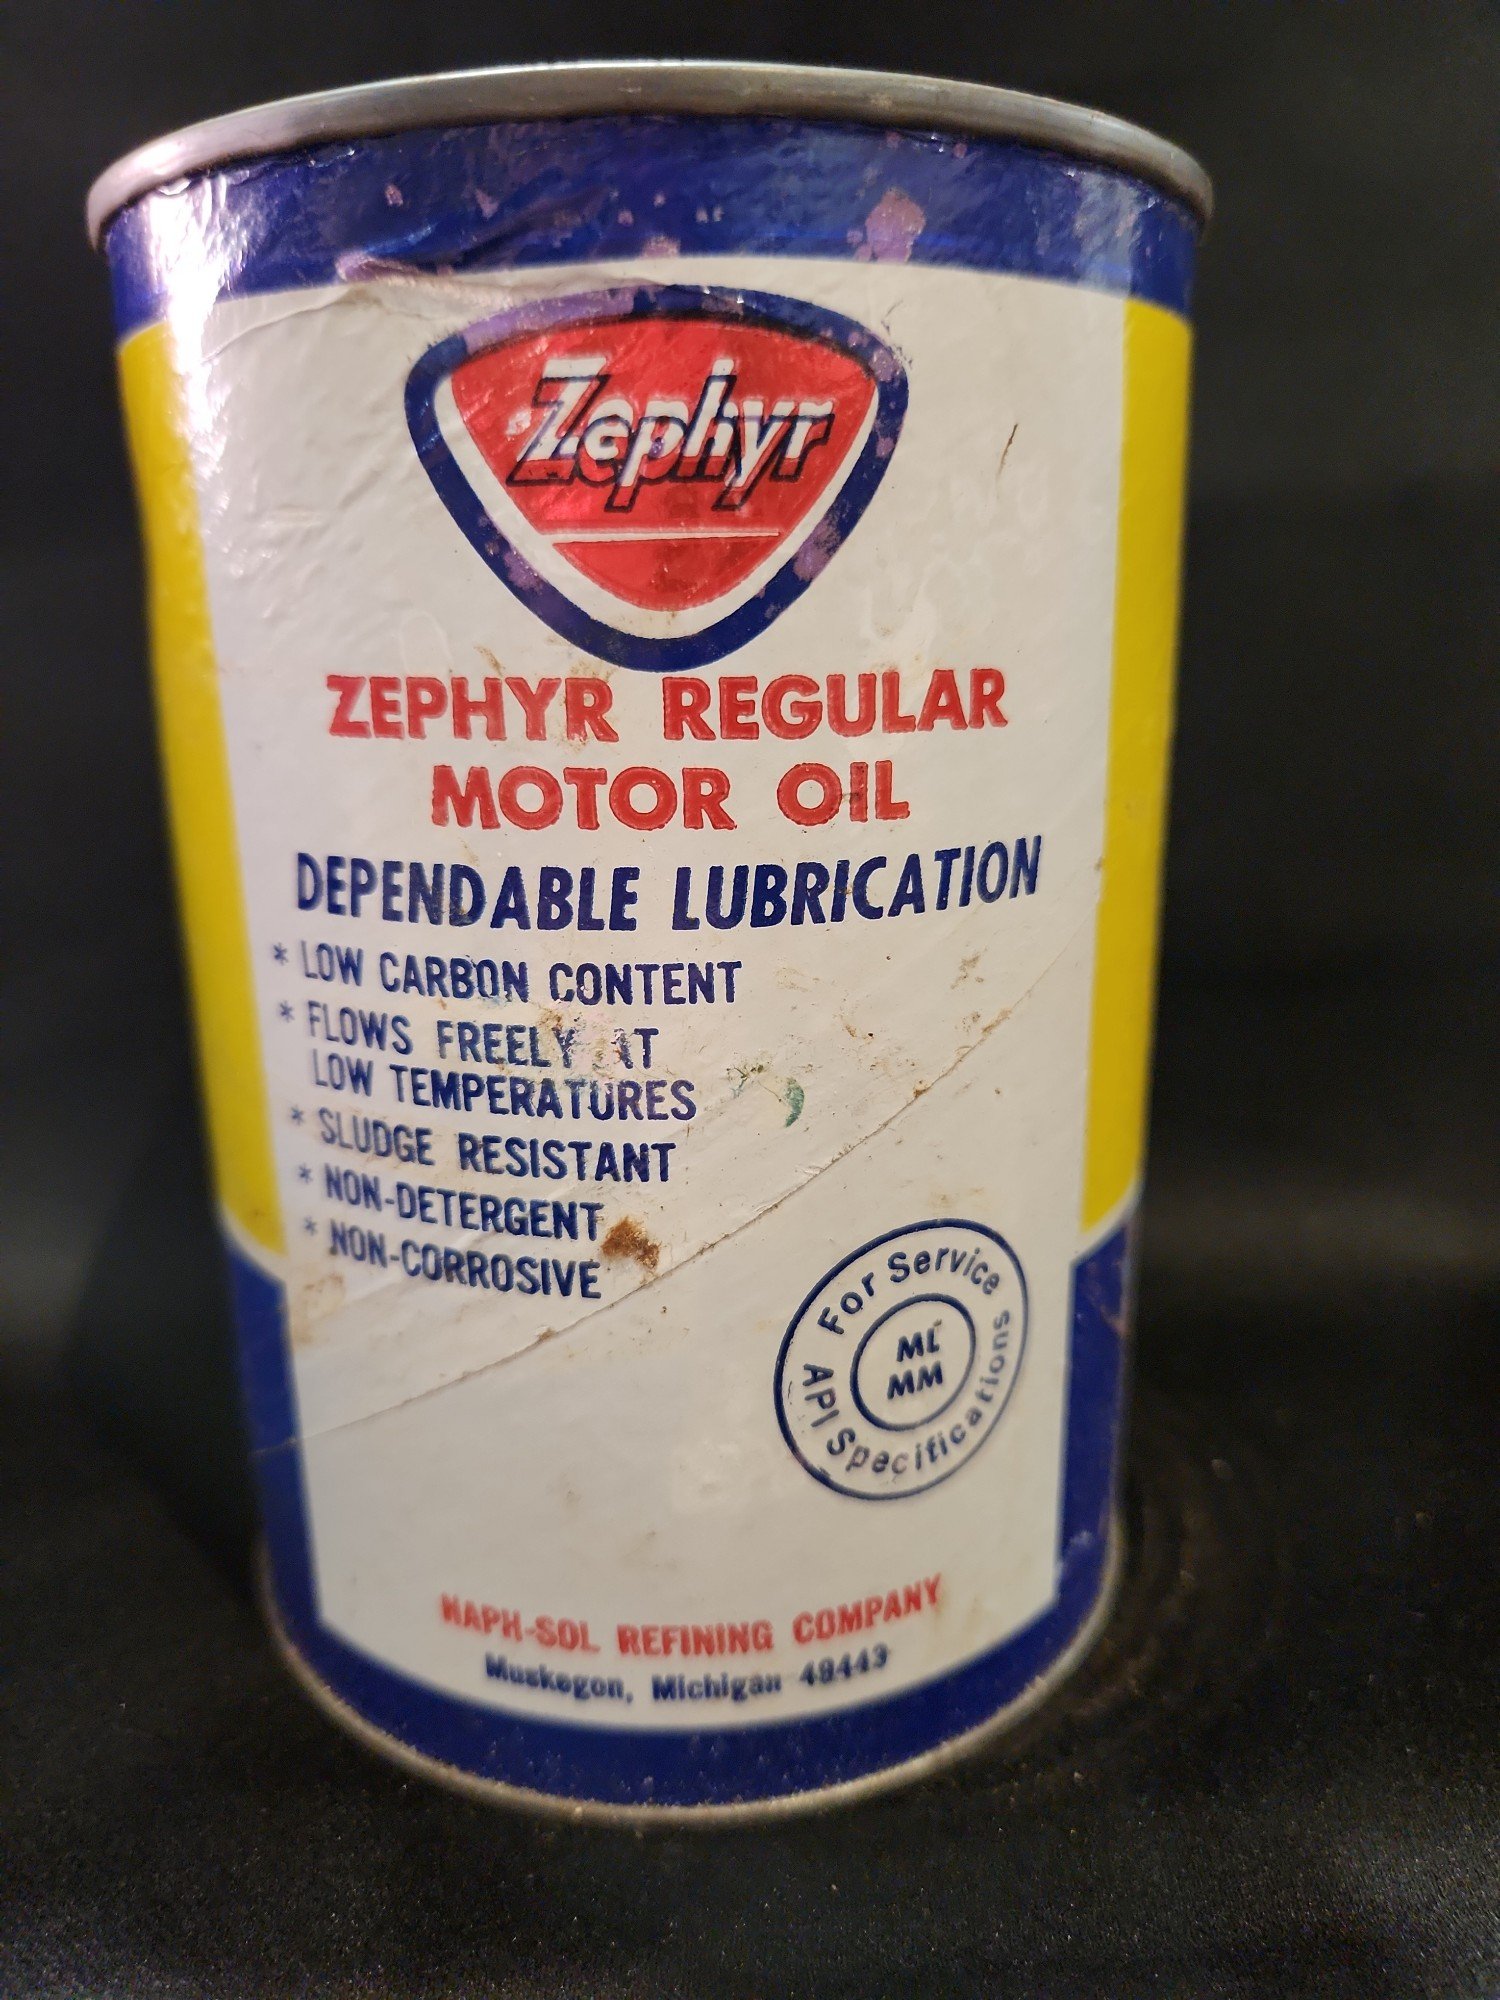 Zephyr
ZEPHYR REGULAR
MOTOR OIL
DEPENDABLE LUBRICATION
* LOW CARBON CONTENT
* FLOWS FREELY AT
LOW TEMPERATURES
* SLUDGE RESISTANT
* NON-DETERGENT
* NON-CORROSIVE
For Service
ML
MM
API Specifications
NAPH-SOL REFINING COMPANY
Muskegon, Michigan 49443